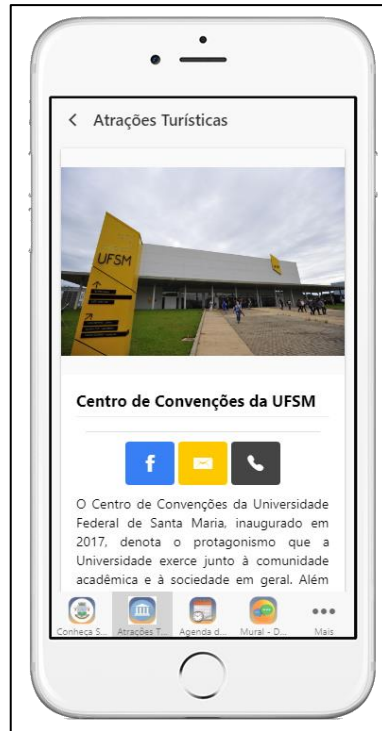 Atrações Turísticas
UFSM
Centro de Convenções da UFSM
f
O Centro de Convenções da Universidade
Federal de Santa Maria, inaugurado em
2017, denota o protagonismo que a
Universidade exerce junto à comunidade
acadêmica e à sociedade em geral. Além
Conheça S... Atrações T... Agenda d... Mural - D... Mais